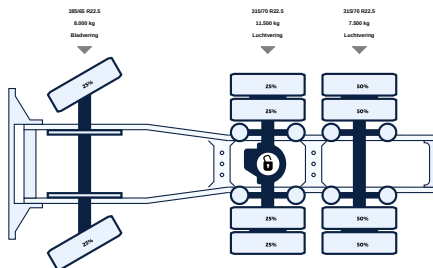 385/65 R22.5
8.000 kg
Bladvering
315/70 R22.5
11.500 kg
Luchtvering
315/70 R22.5
7.500 kg
Luchtvering
25%
25%
50%
25%
50%
25%
50%
25%
25%
50%